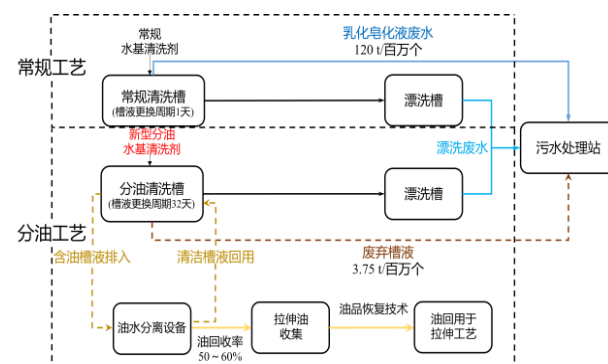 常规
水基清洗剂
乳化皂化液废水
120 t/百万个
常规工艺
常规清洗槽
(槽液更换周期1天)
漂洗槽
新型分油
水基清洗剂
漂洗废水
污水处理站
分油清洗槽
(槽液更换周期32天)
漂洗槽
分油工艺
含油槽液排入
清洁槽液回用
废弃槽液
3.75 t/百万个
油水分离设备
油回收率
50～60%
拉伸油
收集
油品恢复技术
油回用于
拉伸工艺